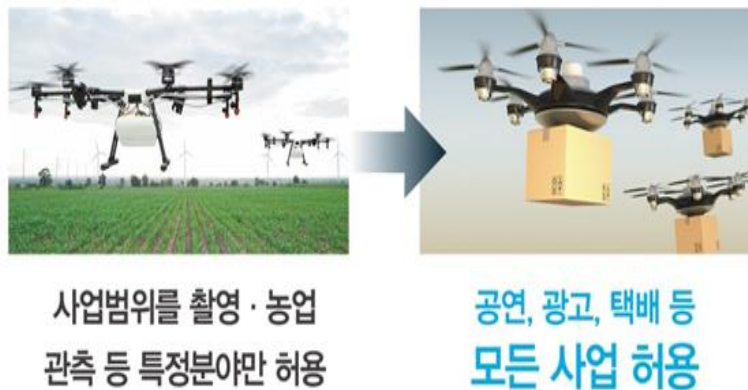 사업범위를 촬영 · 농업
관측 등 특정분야만 허용
공연, 광고, 택배 등
모든 사업 허용